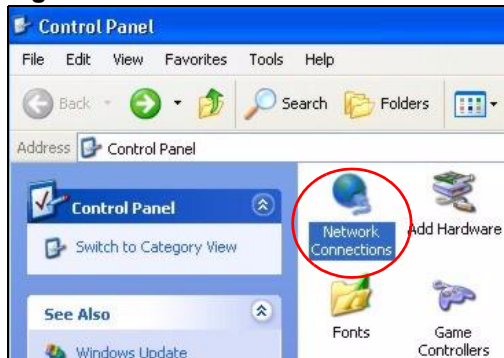 Control Panel
File Edit View Favorites Tools Help
Back Search Folders
Address Control Panel
Control Panel
Switch to Category View
See Also
Windows Update
Network Connections
Add Hardware
Fonts
Game Controllers